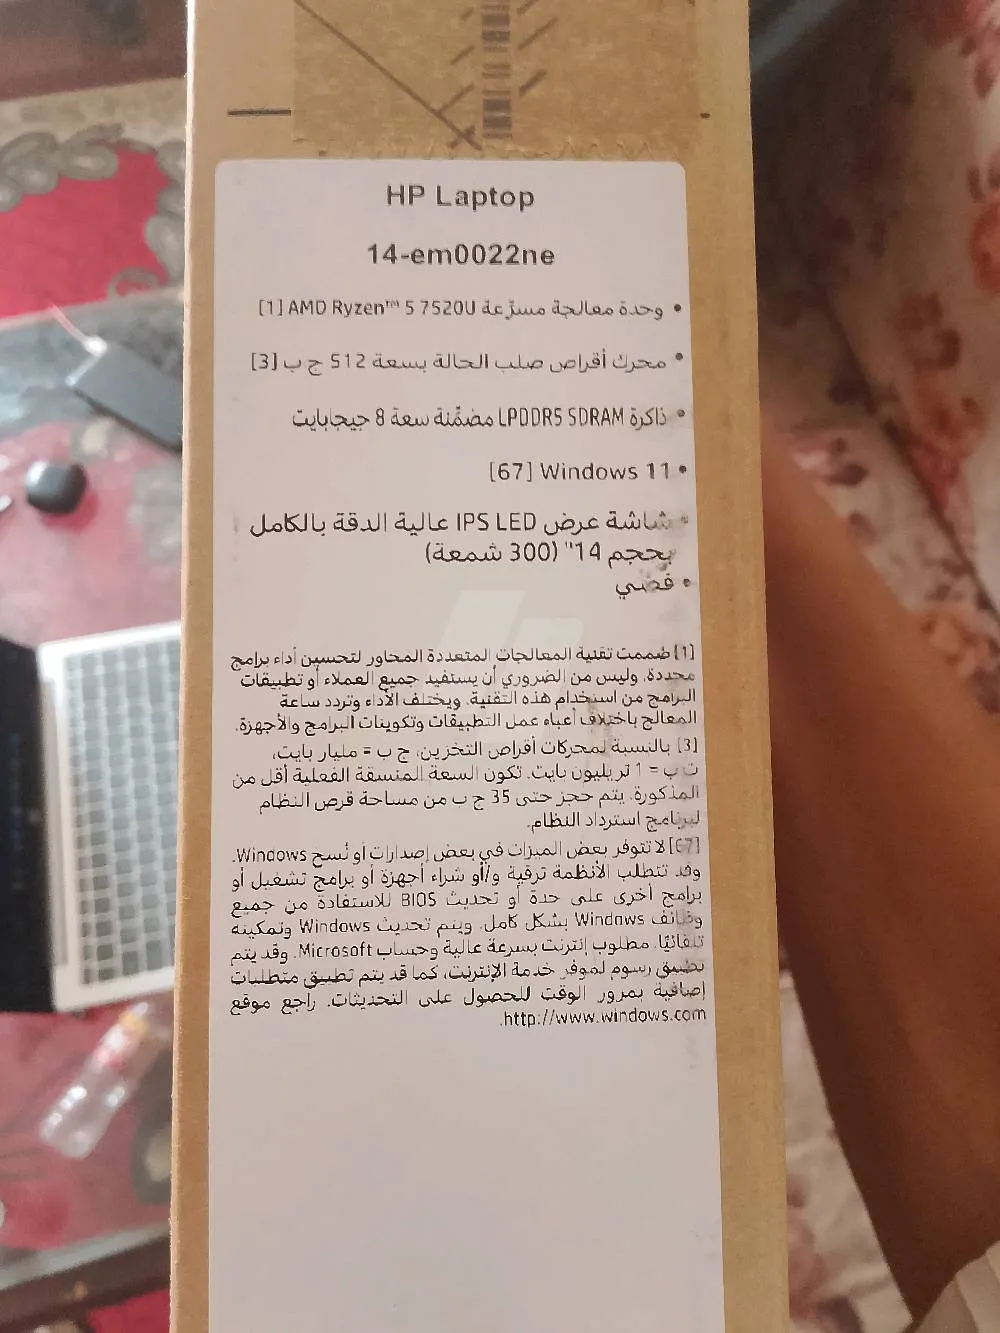 HP Laptop
14-em0022ne
• وحدة معالجة مسرّعة AMD Ryzen™ 5 7520U [1]
• محرك أقراص صلب الحالة بسعة 512 ج ب [3]
• ذاكرة LPDDR5 SDRAM مضمّنة سعة 8 جيجابايت
• Windows 11 [67]
• شاشة عرض IPS LED عالية الدقة بالكامل
بحجم 14" (300 شمعة)
• فضي
[1] صُممت تقنية المعالجات المتعددة المحاور لتحسين أداء برامج
محددة. وليس من الضروري أن يستفيد جميع العملاء أو تطبيقات
البرامج من استخدام هذه التقنية. ويختلف الأداء وتردد ساعة
المعالج باختلاف أعباء عمل التطبيقات وتكوينات البرامج والأجهزة.
[3] بالنسبة لمحركات أقراص التخزين، ج ب = مليار بايت،
ت ب = 1 تريليون بايت. تكون السعة المنسقة الفعلية أقل من
المذكورة. يتم حجز حتى 35 ج ب من مساحة قرص النظام
لبرنامج استرداد النظام.
[67] لا تتوفر بعض الميزات في بعض إصدارات أو نُسخ Windows.
وقد تتطلب الأنظمة ترقية و/أو شراء أجهزة أو برامج تشغيل أو
برامج أخرى على حدة أو تحديث BIOS للاستفادة من جميع
وظائف Windows بشكل كامل. ويتم تحديث Windows وتمكينه
تلقائيًا. مطلوب إنترنت بسرعة عالية وحساب Microsoft. وقد يتم
تطبيق رسوم لموفر خدمة الإنترنت، كما قد يتم تطبيق متطلبات
إضافية بمرور الوقت للحصول على التحديثات. راجع موقع
http://www.windows.com.